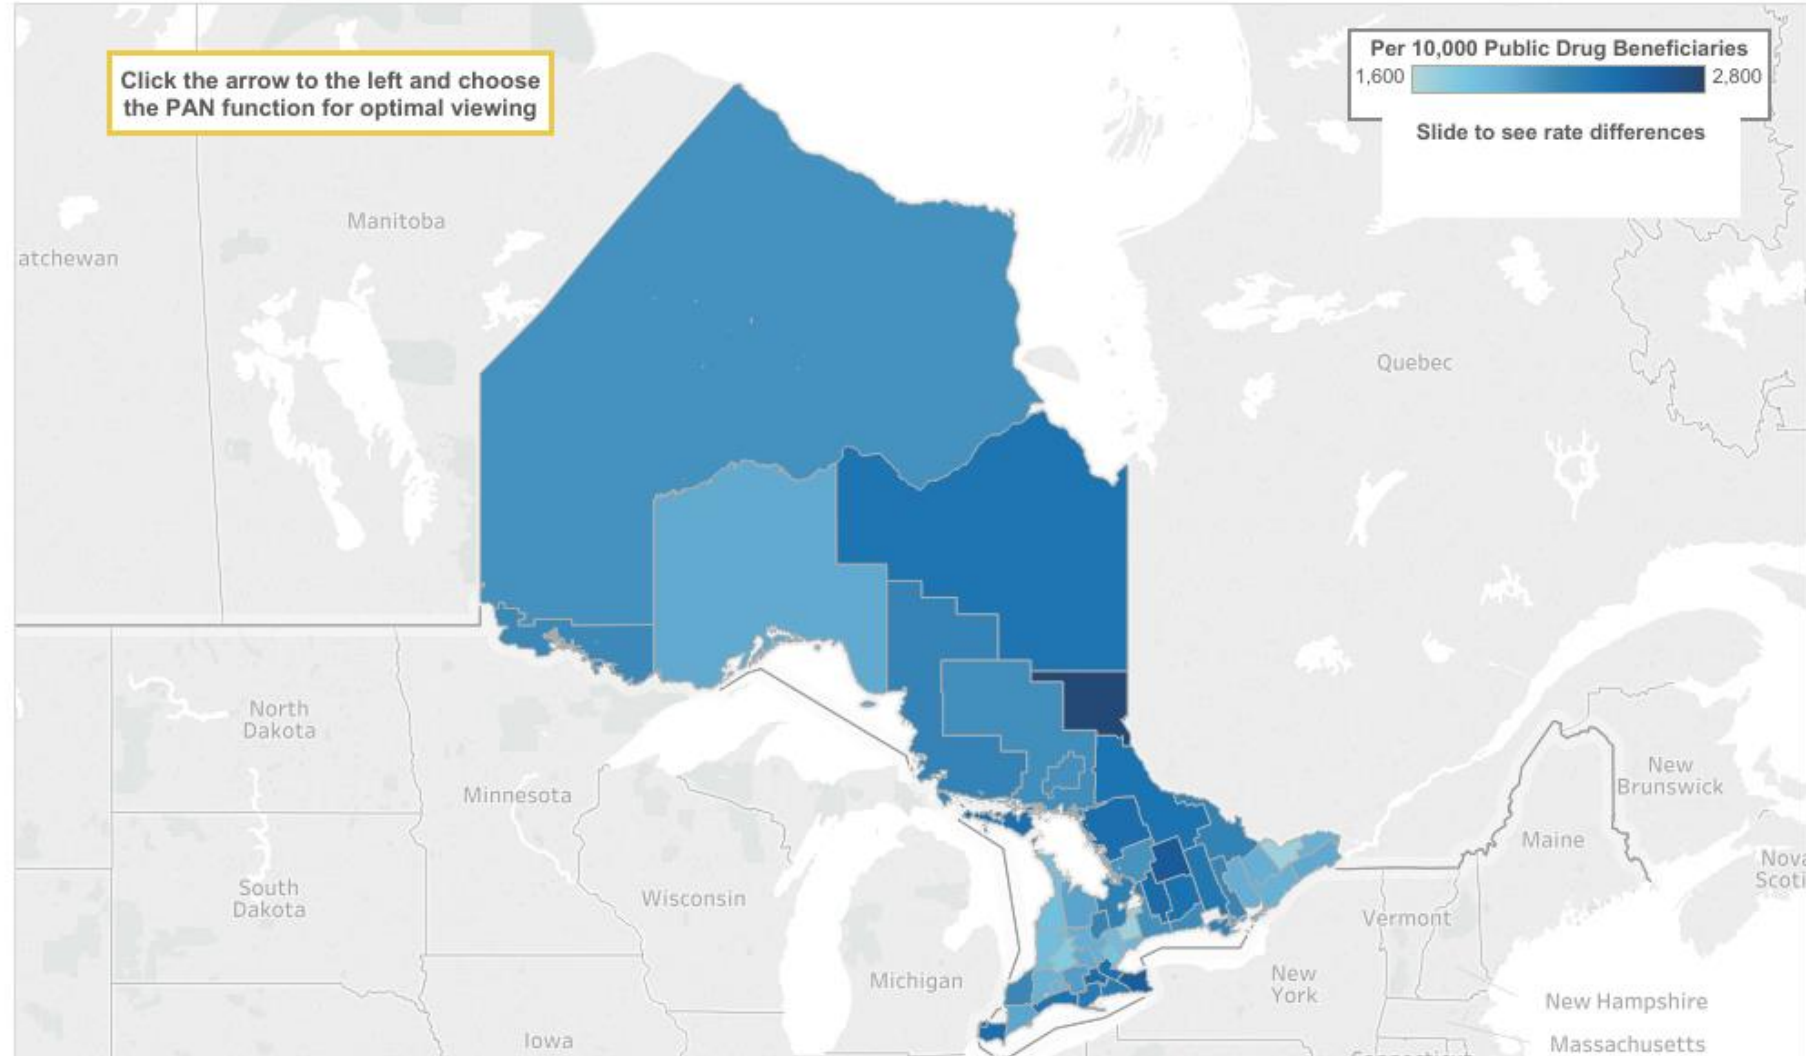 Click the arrow to the left and choose
the PAN function for optimal viewing
Per 10,000 Public Drug Beneficiaries
1,600
2,800
Slide to see rate differences
Manitoba
atchewan
Quebec
North
Dakota
Minnesota
New
Brunswick
Maine
Nova
Scoti
South
Dakota
Wisconsin
Vermont
Michigan
New
York
New Hampshire
Iowa
Massachusetts